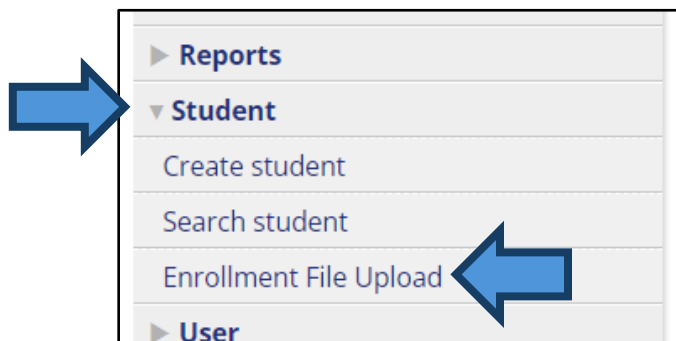 Reports
Student
Create student
Search student
Enrollment File Upload
User